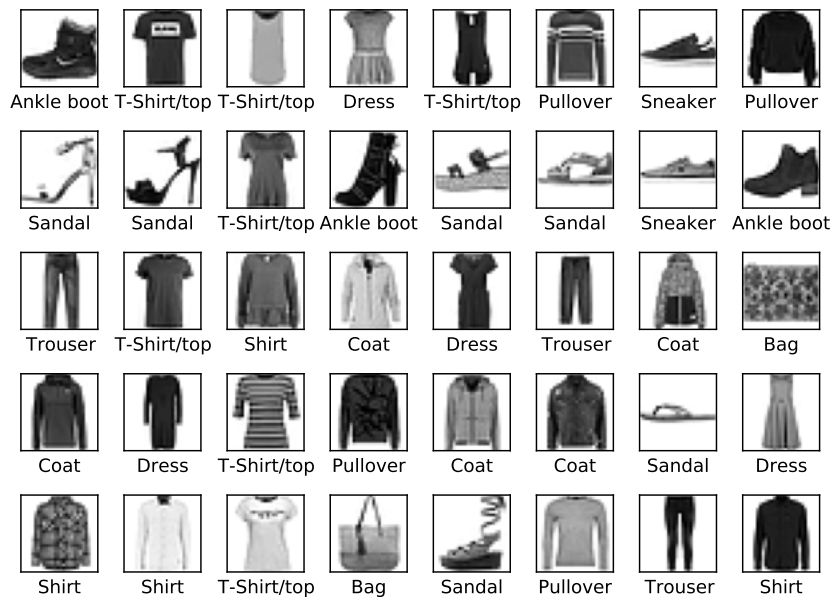 Ankle boot T-Shirt/top T-Shirt/top Dress T-Shirt/top Pullover Sneaker Pullover
Sandal Sandal T-Shirt/top Ankle boot Sandal Sandal Sneaker Ankle boot
Trouser T-Shirt/top Shirt Coat Dress Trouser Coat Bag
Coat Dress T-Shirt/top Pullover Coat Coat Sandal Dress
Shirt Shirt T-Shirt/top Bag Sandal Pullover Trouser Shirt